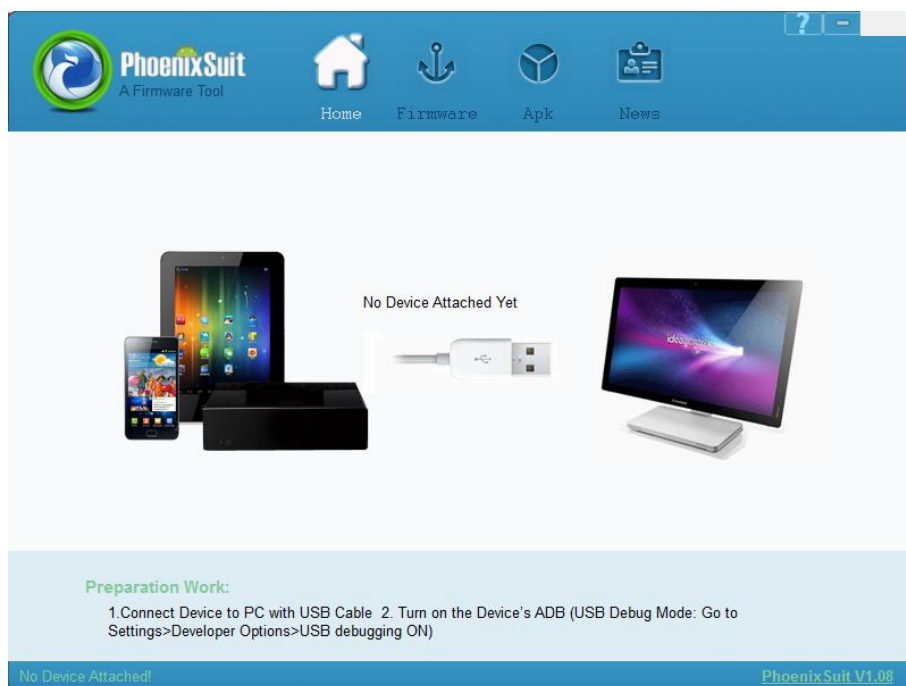 ?
PhoenixSuit
A Firmware Tool
Home Firmware Apk News
No Device Attached Yet
Preparation Work:
1.Connect Device to PC with USB Cable 2. Turn on the Device's ADB (USB Debug Mode: Go to
Settings>Developer Options>USB debugging ON)
No Device Attached! PhoenixSuit V1.08